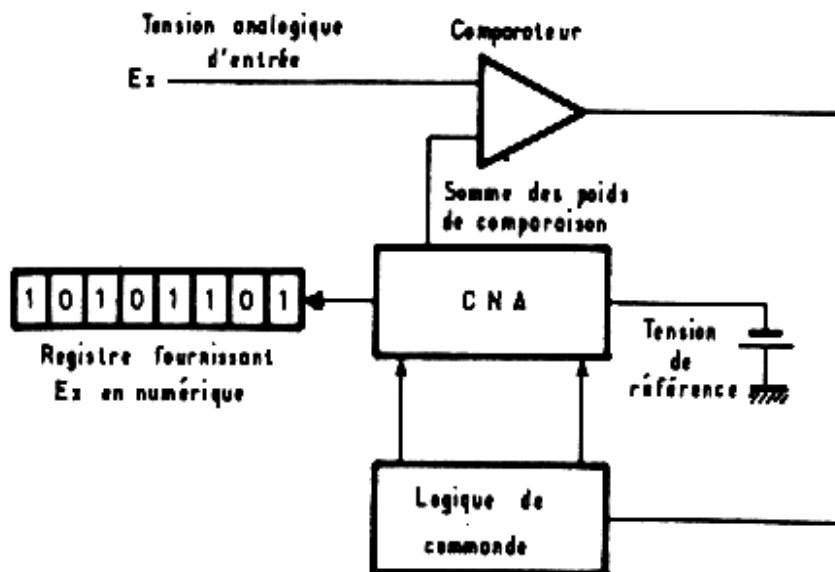 Tension analogique
d'entrée
Ex
Comparateur
Somme des poids
de comparaison
CNA
1 0 1 0 1 1 0 1
Registre fournissant
Ex en numérique
Tension
de
référence
Logique de
commande